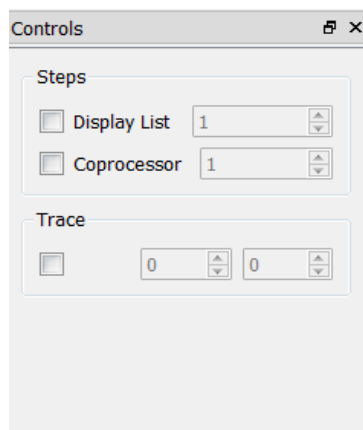 Controls
Steps
Display List 1
Coprocessor 1
Trace
0 0